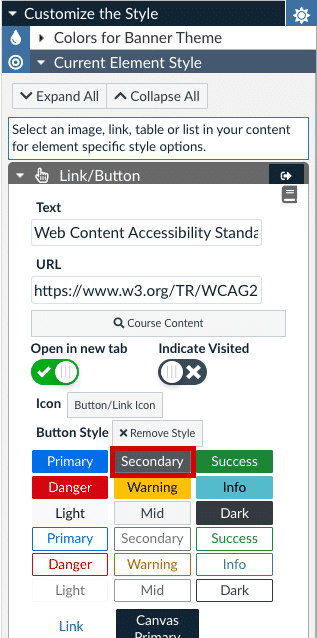 Customize the Style
Colors for Banner Theme
Current Element Style
Expand All Collapse All
Select an image, link, table or list in your content
for element specific style options.
Link/Button
Text
Web Content Accessibility Standa
URL
https://www.w3.org/TR/WCAG2
Course Content
Open in new tab Indicate Visited
Icon Button/Link Icon
Button Style Remove Style
Primary Secondary Success
Danger Warning Info
Light Mid Dark
Primary Secondary Success
Danger Warning Info
Light Mid Dark
Link Canvas
Primary